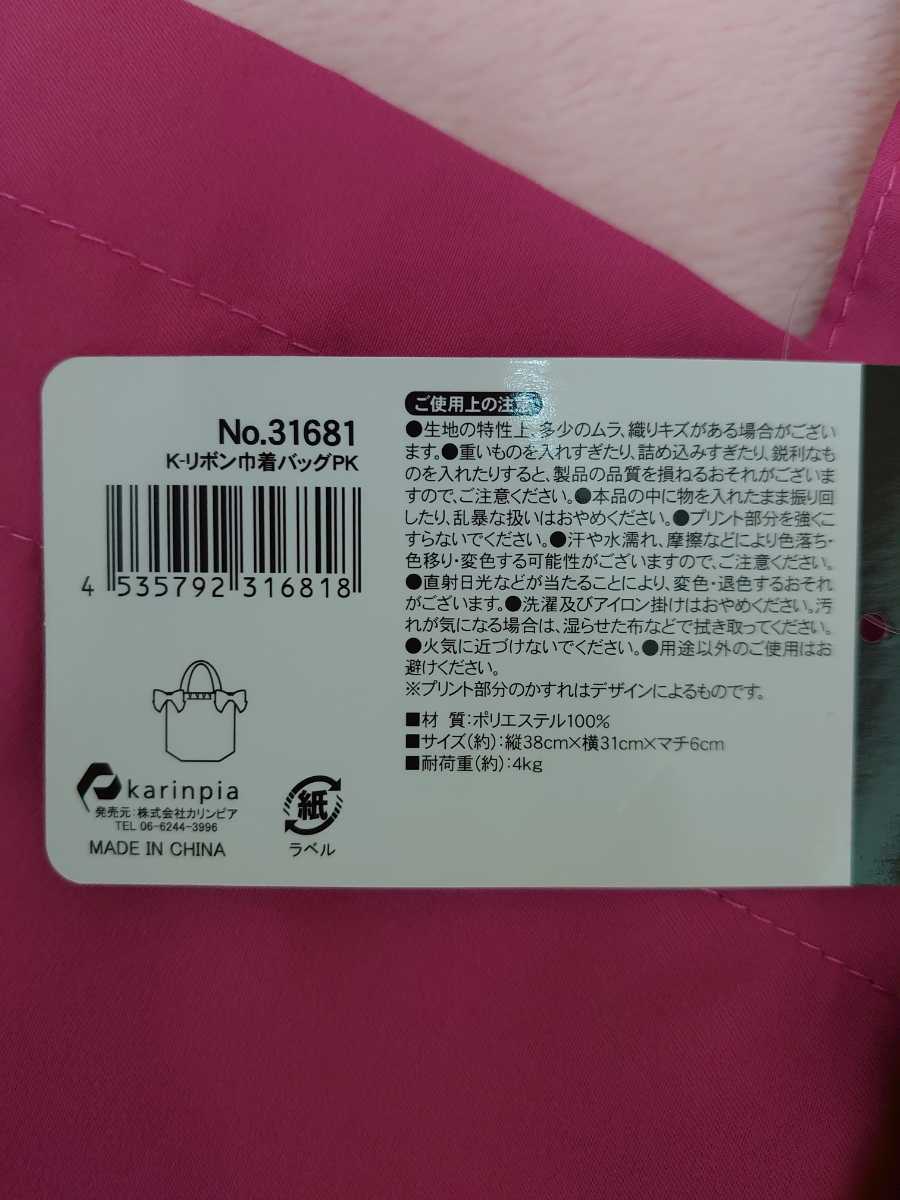 No.31681
K-リボン巾着バッグPK
4 535792 316818
karinpia
発売元:株式会社カリンピア
TEL 06-6244-3996
MADE IN CHINA
紙
ラベル
ご使用上の注意
●生地の特性上、多少のムラ、織りキズがある場合がござい
ます。●重いものを入れすぎたり、詰め込みすぎたり、鋭利なも
のを入れたりすると、製品の品質を損ねるおそれがございま
すので、ご注意ください。●本品の中に物を入れたまま振り回
したり、乱暴な扱いはおやめください。●プリント部分を強くこ
すらないでください。●汗や水濡れ、摩擦などにより色落ち・
色移り・変色する可能性がございますので、ご注意ください。
●直射日光などが当たることにより、変色・退色するおそれ
がございます。●洗濯及びアイロン掛けはおやめください。汚
れが気になる場合は、湿らせた布などで拭き取ってください。
●火気に近づけないでください。●用途以外のご使用はお
避けください。
※プリント部分のかすれはデザインによるものです。
■材 質:ポリエステル100%
■サイズ(約):縦38cm×横31cm×マチ6cm
■耐荷重(約):4kg